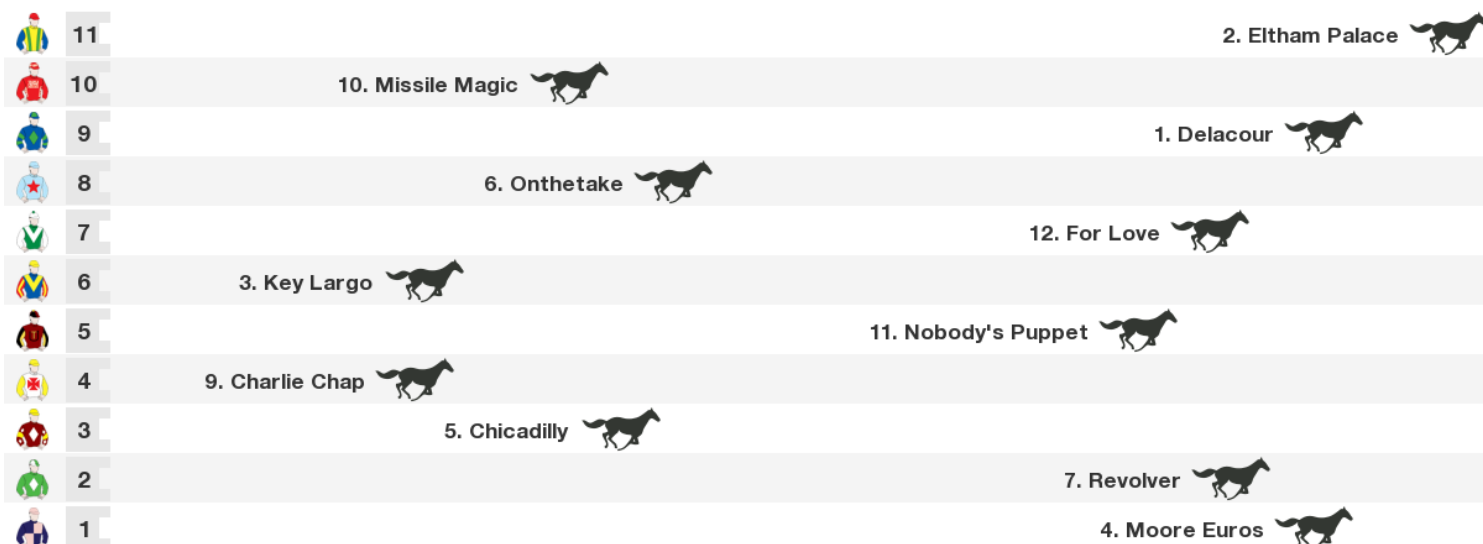 11 2. Eltham Palace
10 10. Missile Magic
9 1. Delacour
8 6. Onthetake
7 12. For Love
6 3. Key Largo
5 11. Nobody's Puppet
4 9. Charlie Chap
3 5. Chicadilly
2 7. Revolver
1 4. Moore Euros